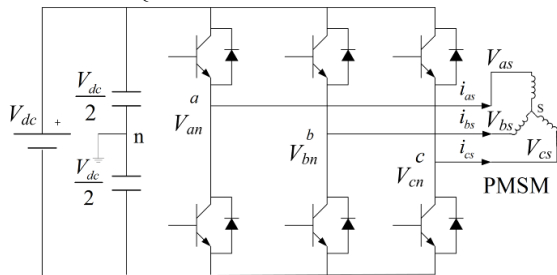 V_dc
+
V_dc/2
V_dc/2
n
a
V_an
b
V_bn
c
V_cn
i_as
i_bs
i_cs
V_as
V_bs
s
V_cs
PMSM